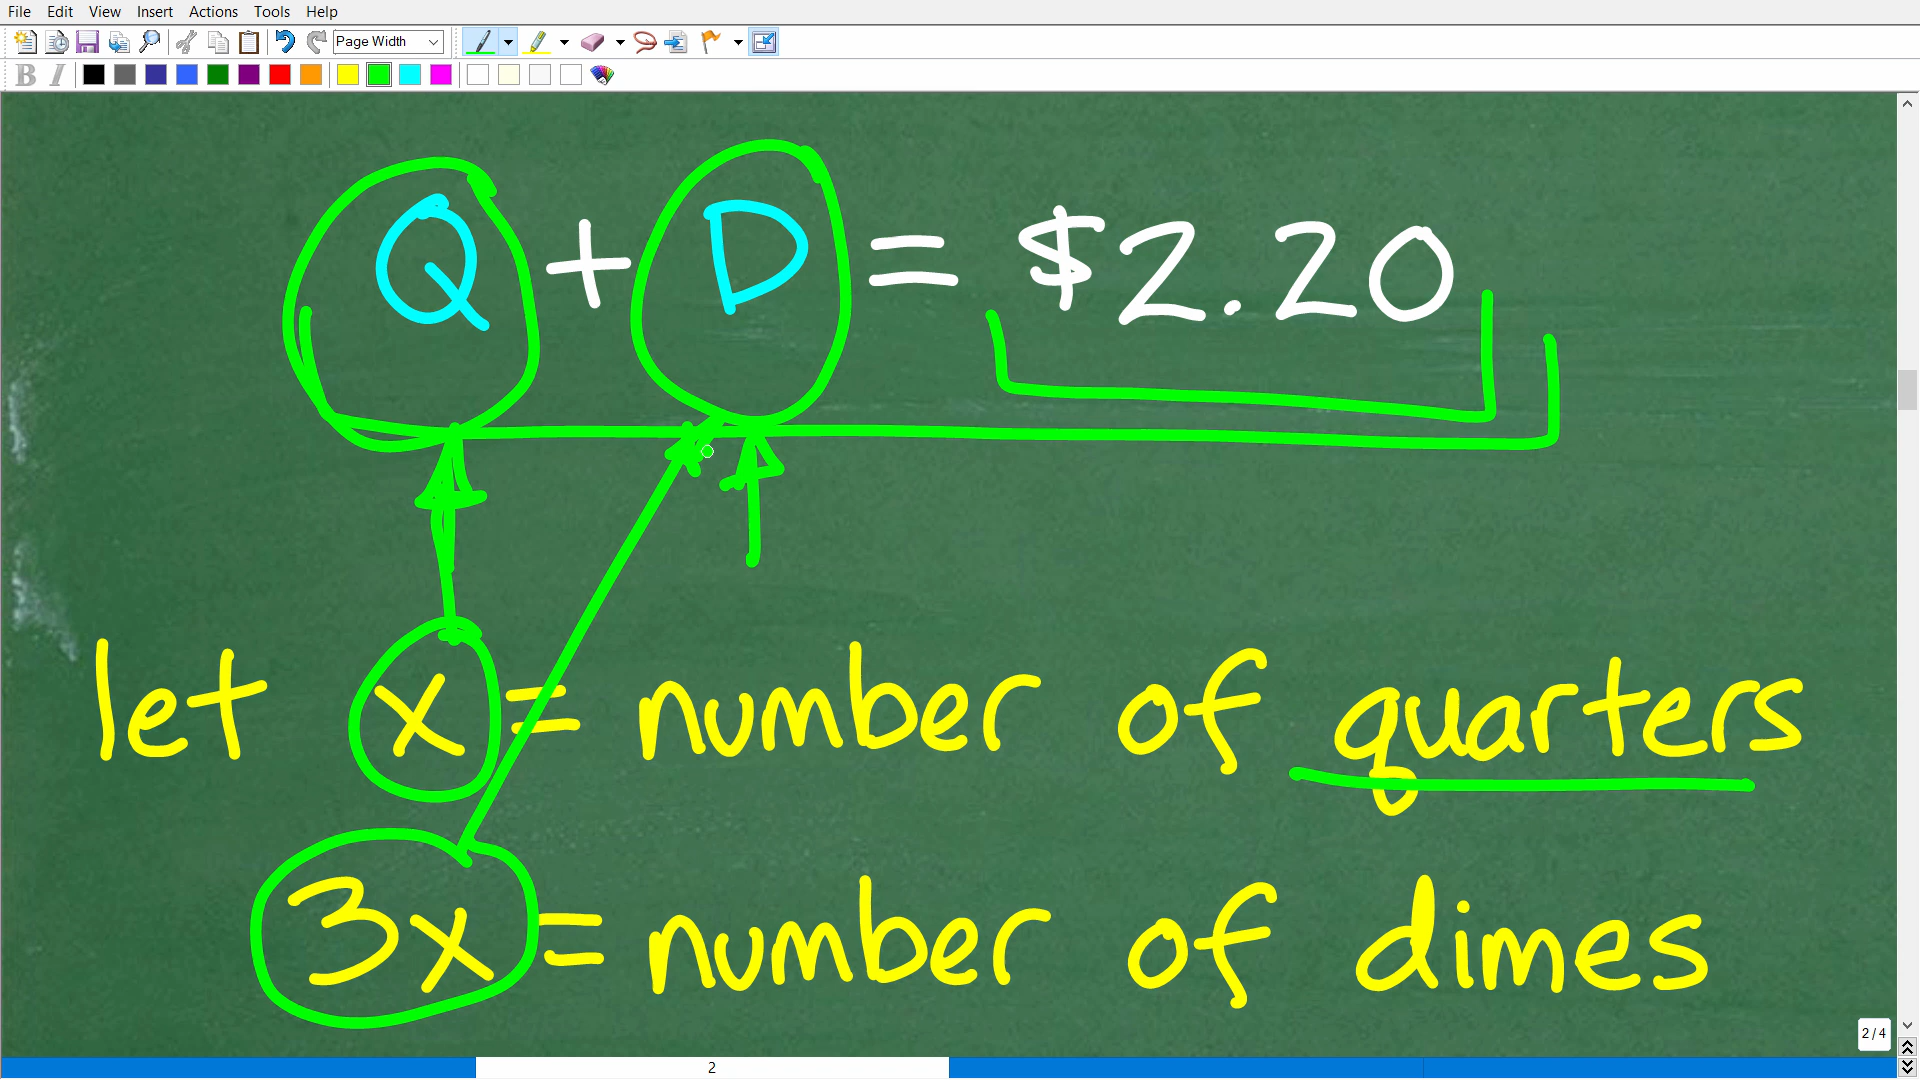 File Edit View Insert Actions Tools Help
Page Width
B I
Q + D = $2.20
let x = number of quarters
3x = number of dimes
2 / 4
2